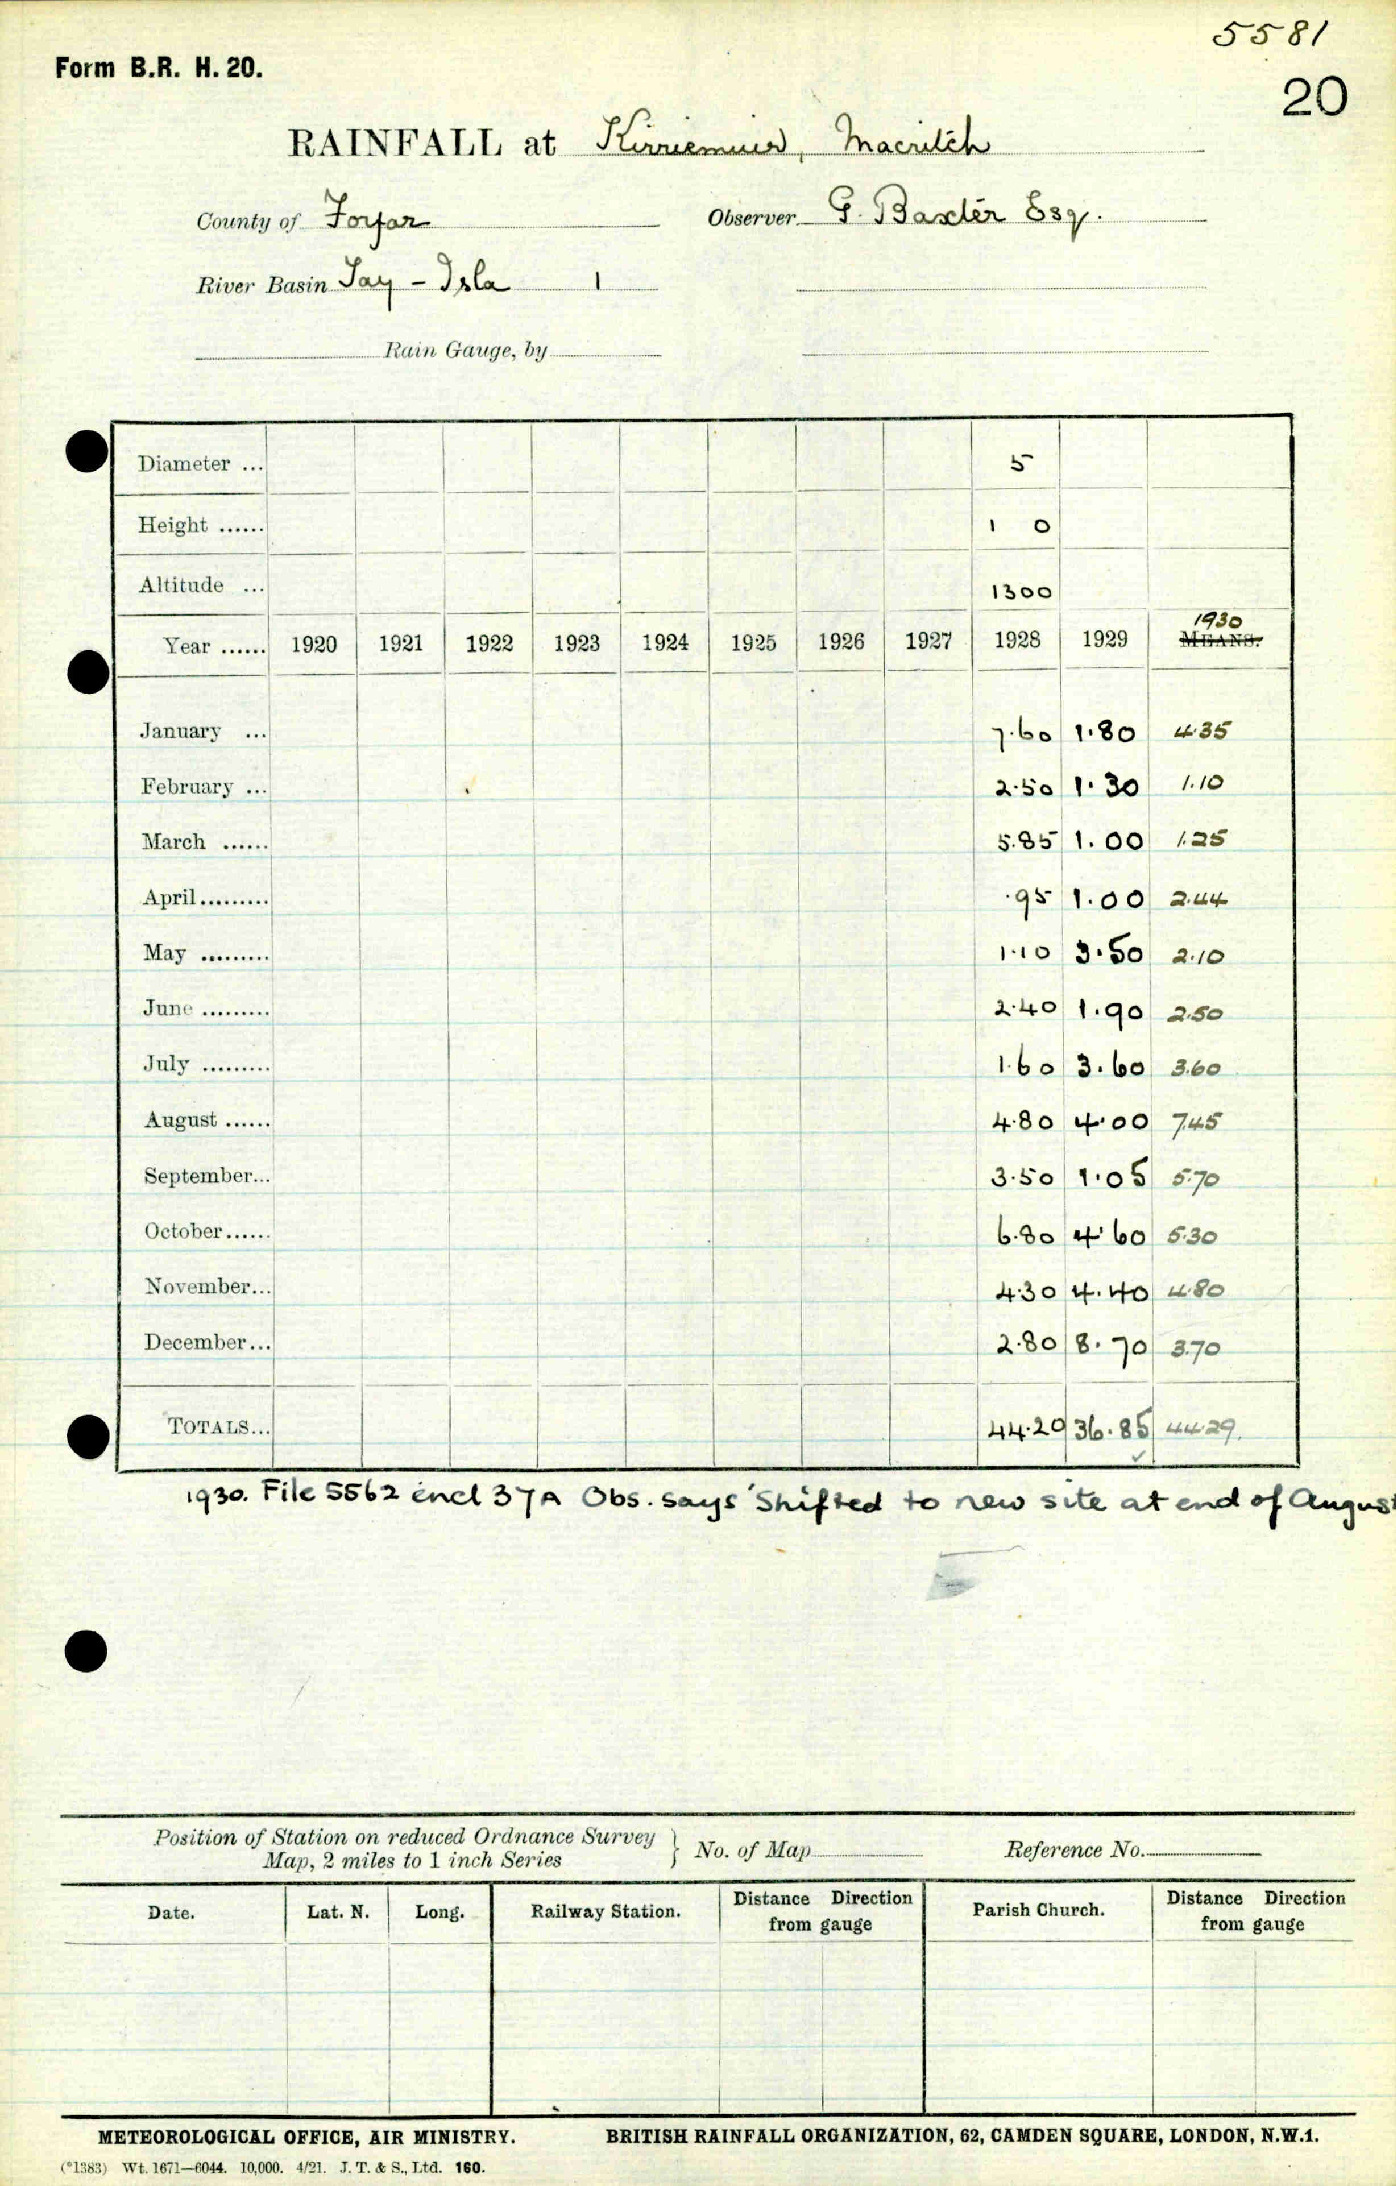 5581
Form B.R. H. 20.
20
RAINFALL at Kirriemuir, Macritch
County of Forfar Observer G. Baxter Esq.
River Basin Tay - Isla 1
Rain Gauge, by
Diameter ... 5
Height ...... 1 0
Altitude ... 1300
Year ...... 1920 1921 1922 1923 1924 1925 1926 1927 1928 1929 1930 MEANS.
January ... 7.60 1.80 4.35
February ... 2.50 1.30 1.10
March ...... 5.85 1.00 1.25
April ......... .95 1.00 2.44
May ......... 1.10 3.50 2.10
June ......... 2.40 1.90 2.50
July ......... 1.60 3.60 3.60
August ...... 4.80 4.00 7.45
September... 3.50 1.05 5.70
October...... 6.80 4.60 5.30
November... 4.30 4.40 4.80
December... 2.80 8.70 3.70
TOTALS... 44.20 36.85 44.29.
1930. File 5562 encl 37A Obs. says 'Shifted to new site at end of August
Position of Station on reduced Ordnance Survey
Map, 2 miles to 1 inch Series } No. of Map Reference No.
Date. Lat. N. Long. Railway Station. Distance Direction from gauge Parish Church. Distance Direction from gauge
METEOROLOGICAL OFFICE, AIR MINISTRY. BRITISH RAINFALL ORGANIZATION, 62, CAMDEN SQUARE, LONDON, N.W.1.
(*1383) Wt. 1671—6044. 10,000. 4/21. J. T. & S., Ltd. 160.